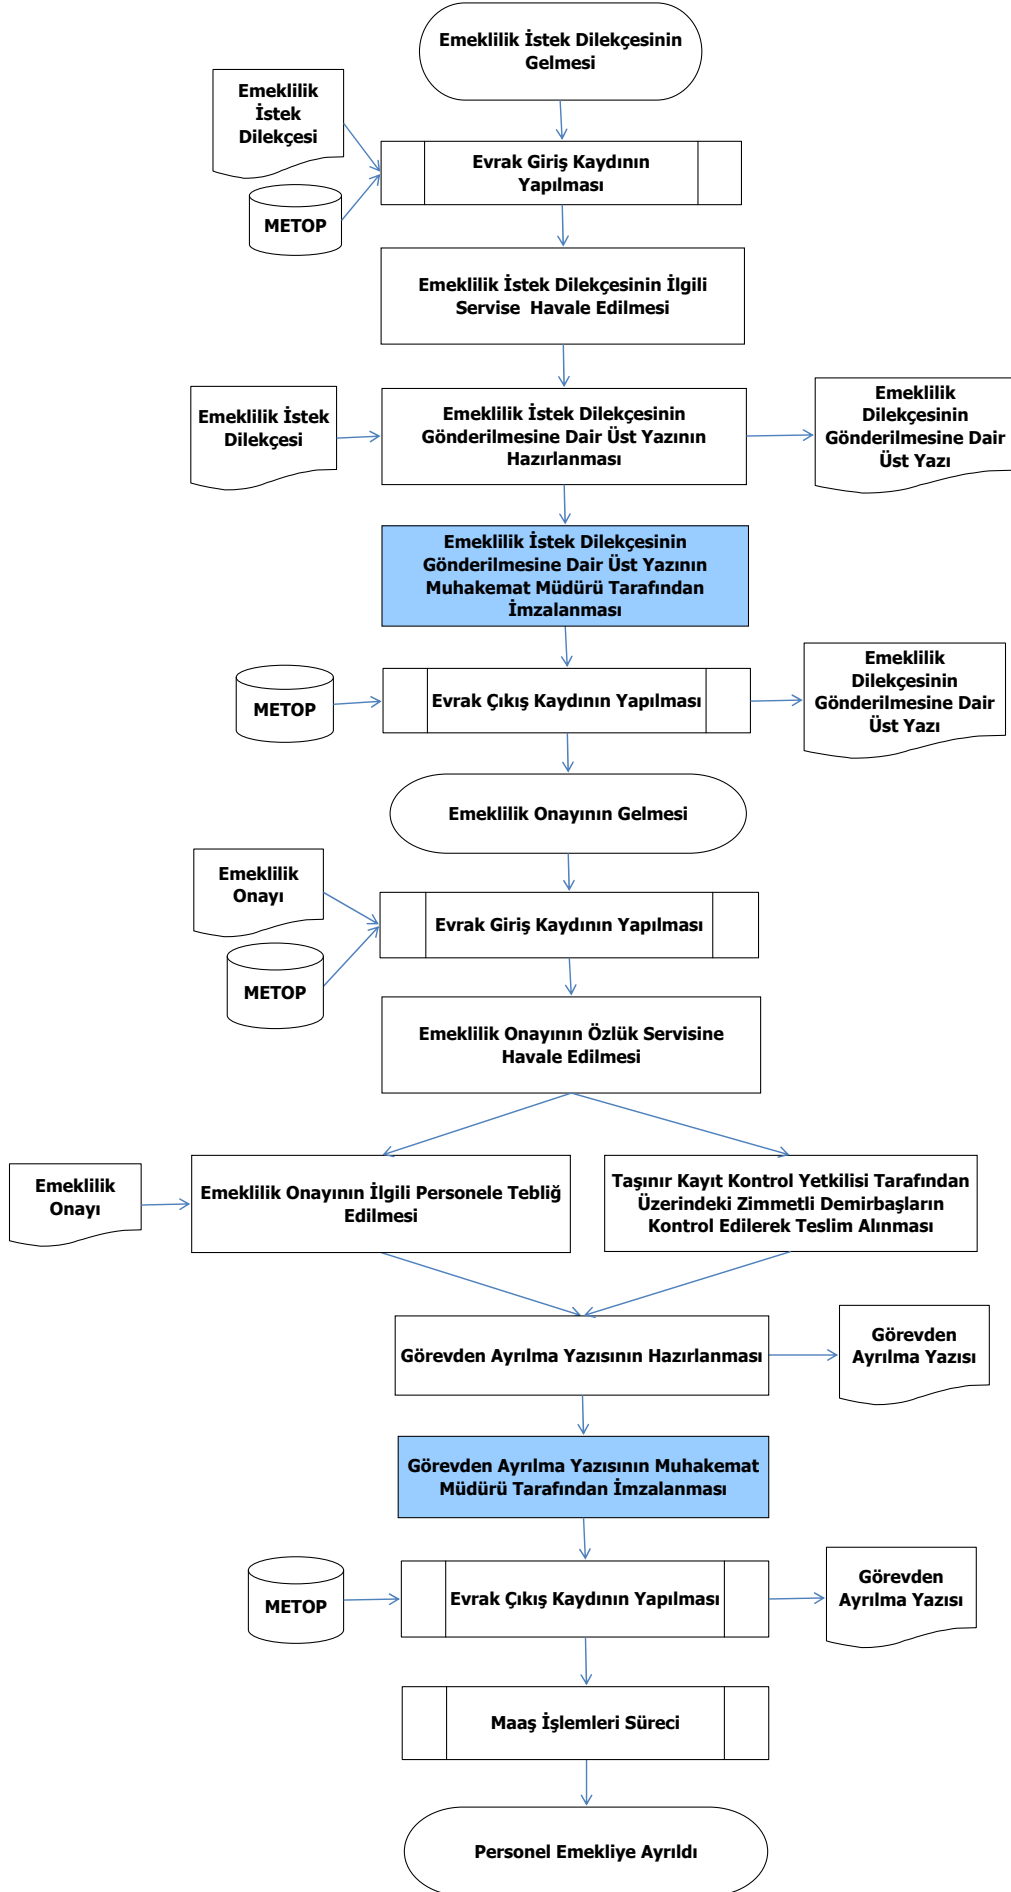 Emeklilik İstek Dilekçesinin
Gelmesi
Emeklilik
İstek
Dilekçesi
Evrak Giriş Kaydının
Yapılması
METOP
Emeklilik İstek Dilekçesinin İlgili
Servise Havale Edilmesi
Emeklilik İstek
Dilekçesi
Emeklilik İstek Dilekçesinin
Gönderilmesine Dair Üst Yazının
Hazırlanması
Emeklilik
Dilekçesinin
Gönderilmesine Dair
Üst Yazı
Emeklilik İstek Dilekçesinin
Gönderilmesine Dair Üst Yazının
Muhakemat Müdürü Tarafından
İmzalanması
METOP
Evrak Çıkış Kaydının Yapılması
Emeklilik
Dilekçesinin
Gönderilmesine Dair
Üst Yazı
Emeklilik Onayının Gelmesi
Emeklilik
Onayı
Evrak Giriş Kaydının Yapılması
METOP
Emeklilik Onayının Özlük Servisine
Havale Edilmesi
Emeklilik
Onayı
Emeklilik Onayının İlgili Personele Tebliğ
Edilmesi
Taşınır Kayıt Kontrol Yetkilisi Tarafından
Üzerindeki Zimmetli Demirbaşların
Kontrol Edilerek Teslim Alınması
Görevden Ayrılma Yazısının Hazırlanması
Görevden
Ayrılma Yazısı
Görevden Ayrılma Yazısının Muhakemat
Müdürü Tarafından İmzalanması
METOP
Evrak Çıkış Kaydının Yapılması
Görevden
Ayrılma Yazısı
Maaş İşlemleri Süreci
Personel Emekliye Ayrıldı